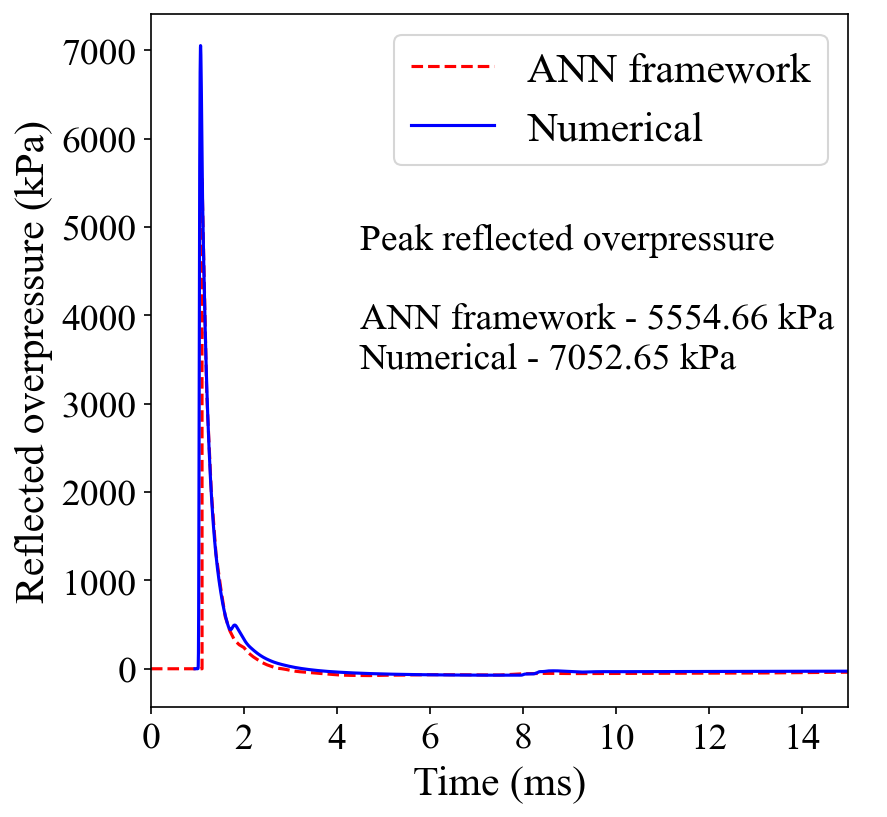 7000
6000
5000
4000
3000
2000
1000
0
Reflected overpressure (kPa)
ANN framework
Numerical
Peak reflected overpressure
ANN framework - 5554.66 kPa
Numerical - 7052.65 kPa
0 2 4 6 8 10 12 14
Time (ms)